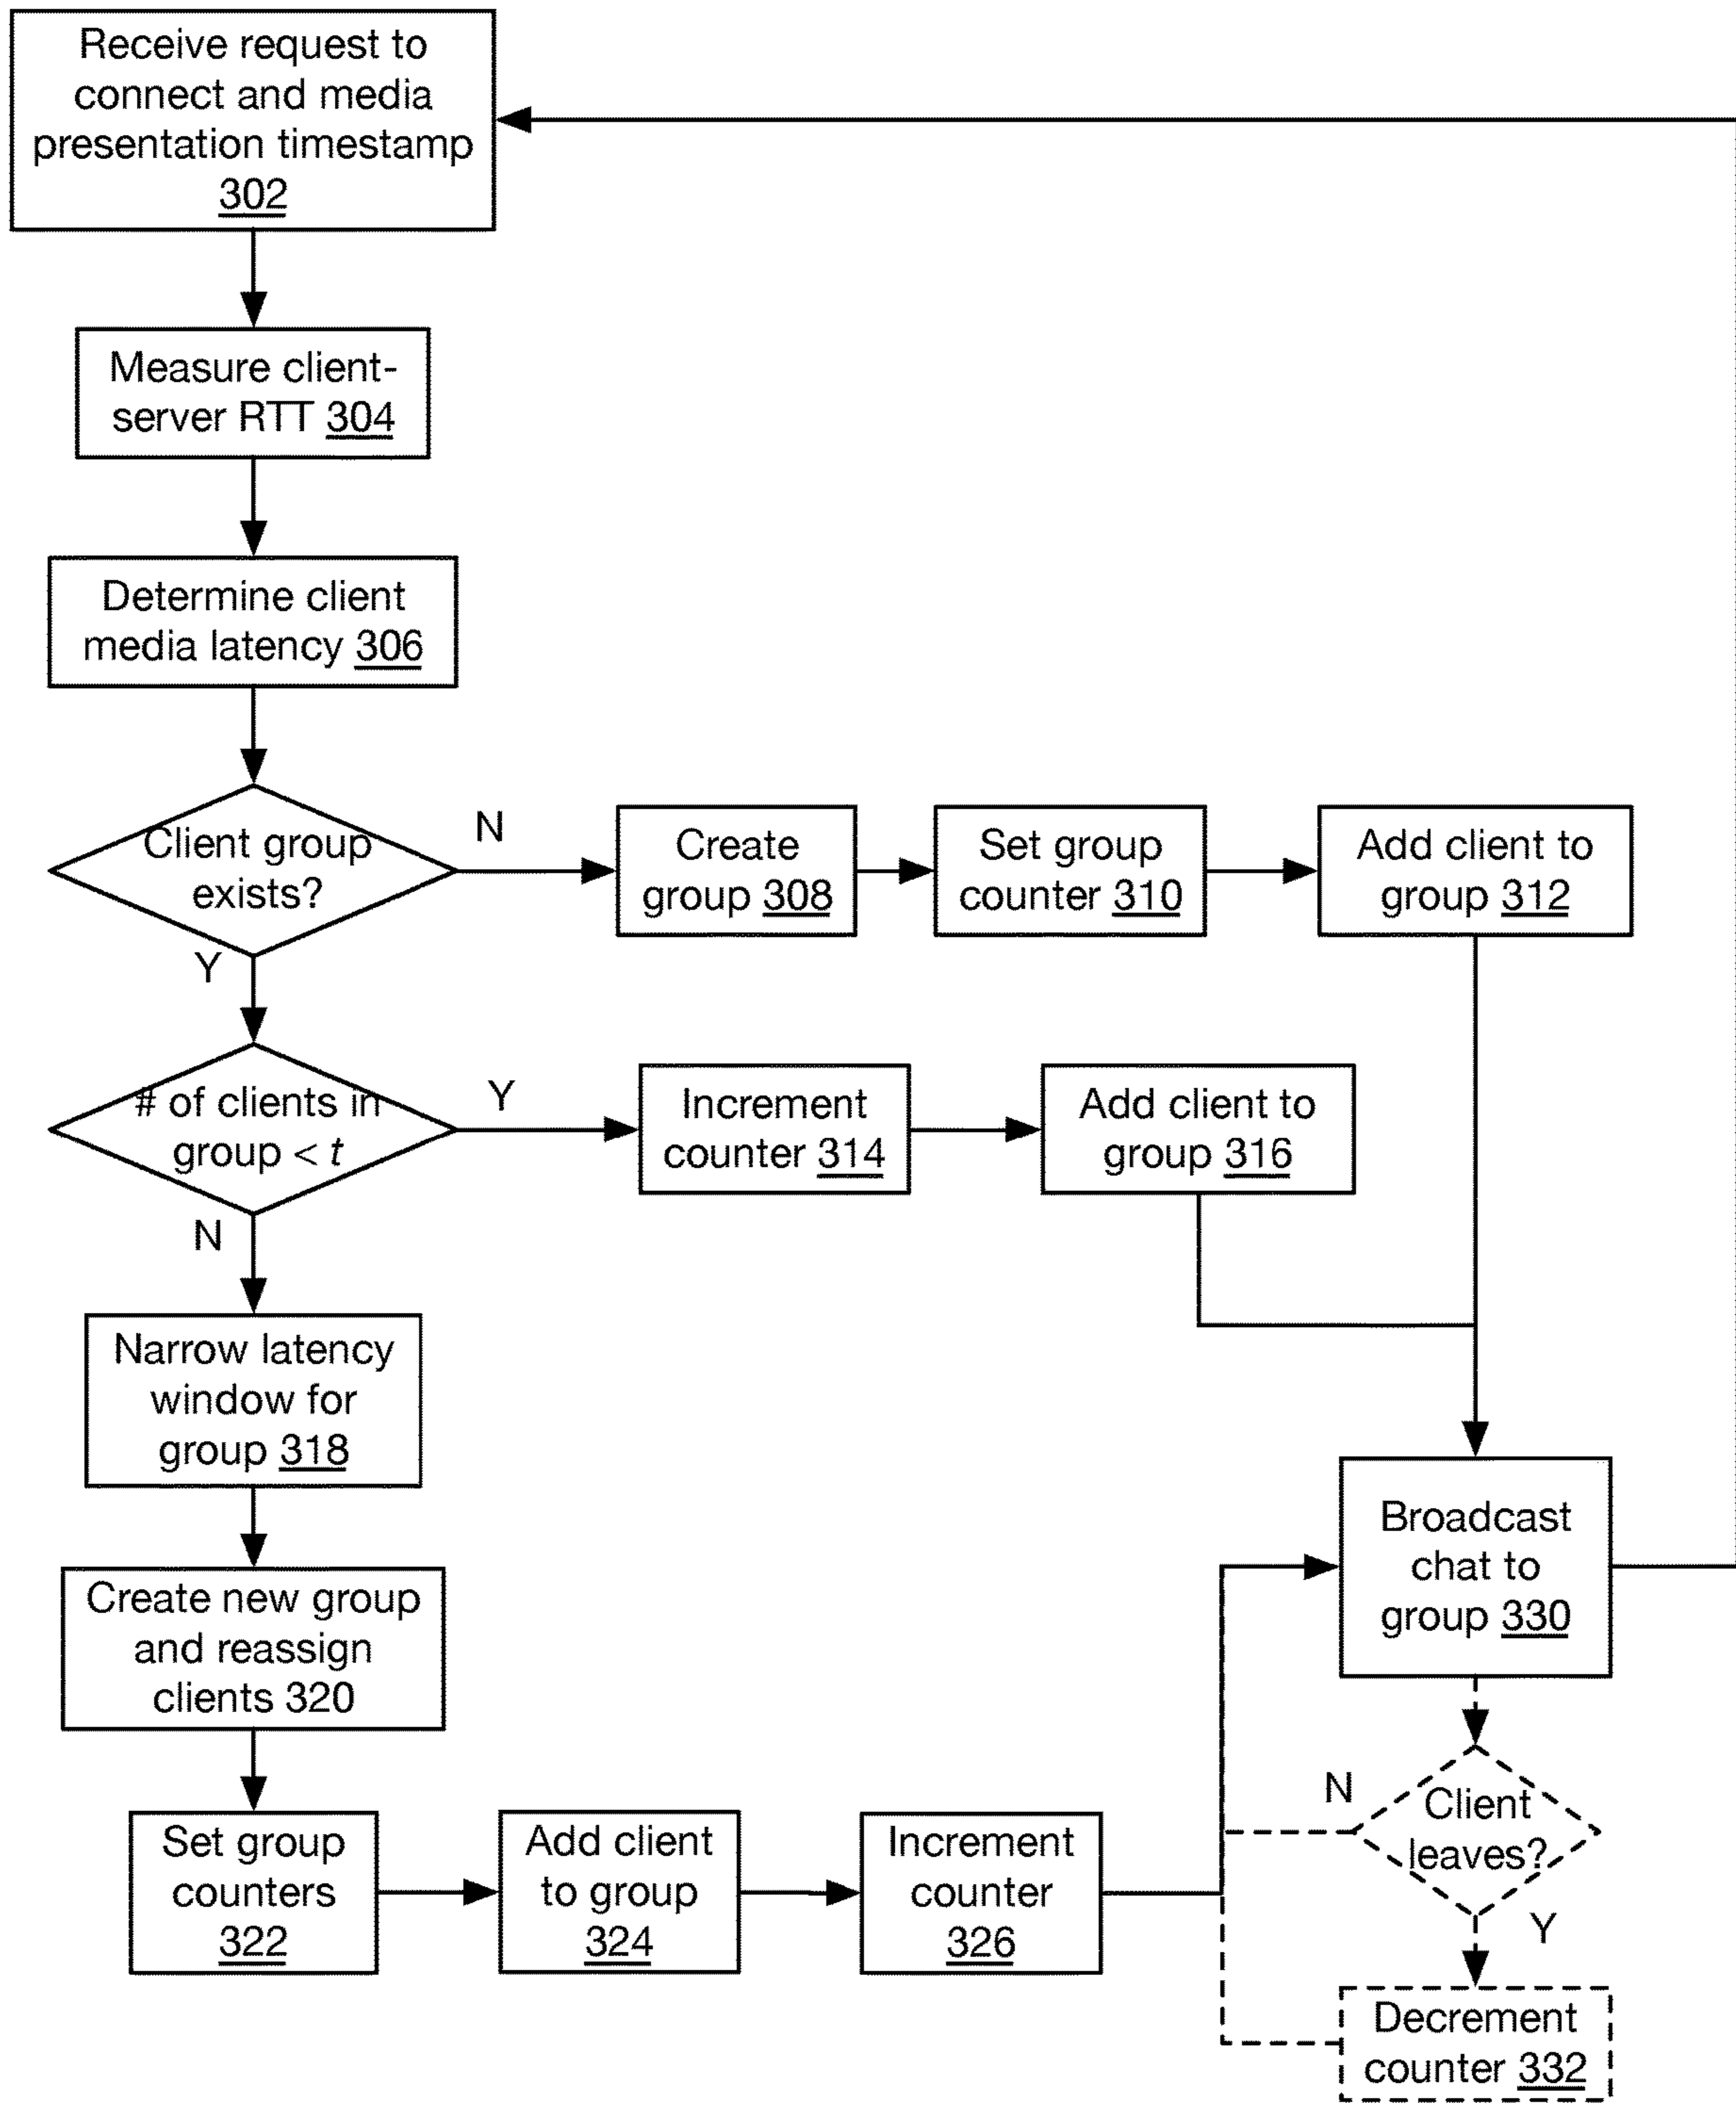 Receive request to
connect and media
presentation timestamp
302
Measure client-
server RTT 304
Determine client
media latency 306
Client group
exists?
N
Y
Create
group 308
Set group
counter 310
Add client to
group 312
# of clients in
group < t
Y
N
Increment
counter 314
Add client to
group 316
Narrow latency
window for
group 318
Create new group
and reassign
clients 320
Set group
counters
322
Add client
to group
324
Increment
counter
326
Broadcast
chat to
group 330
Client
leaves?
N
Y
Decrement
counter 332